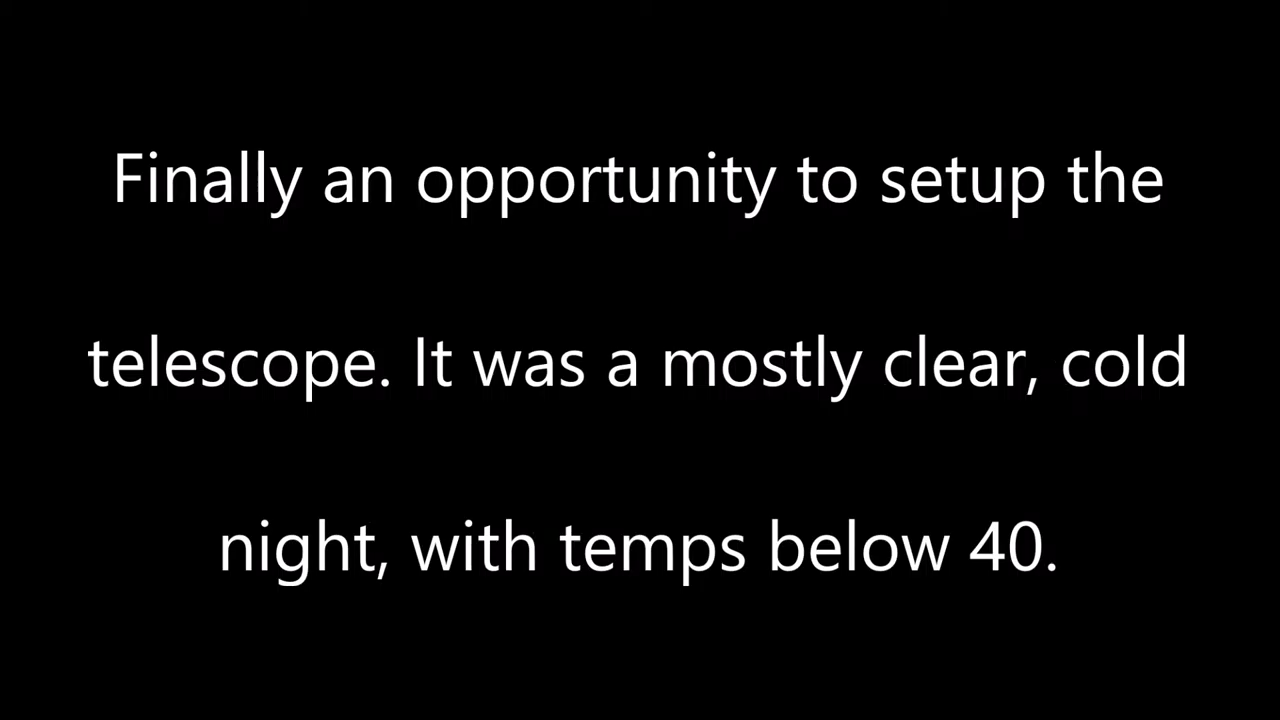 Finally an opportunity to setup the
telescope. It was a mostly clear, cold
night, with temps below 40.